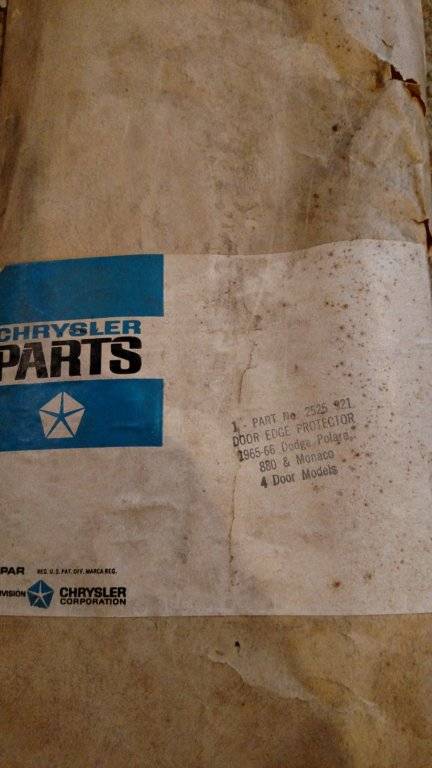 CHRYSLER
PARTS
1 - PART No 2525 921
DOOR EDGE PROTECTOR
1965-66 Dodge, Polara,
880 & Monaco
4 Door Models
PAR REG. U.S. PAT. OFF. MARCA REG.
VISION CHRYSLER
CORPORATION